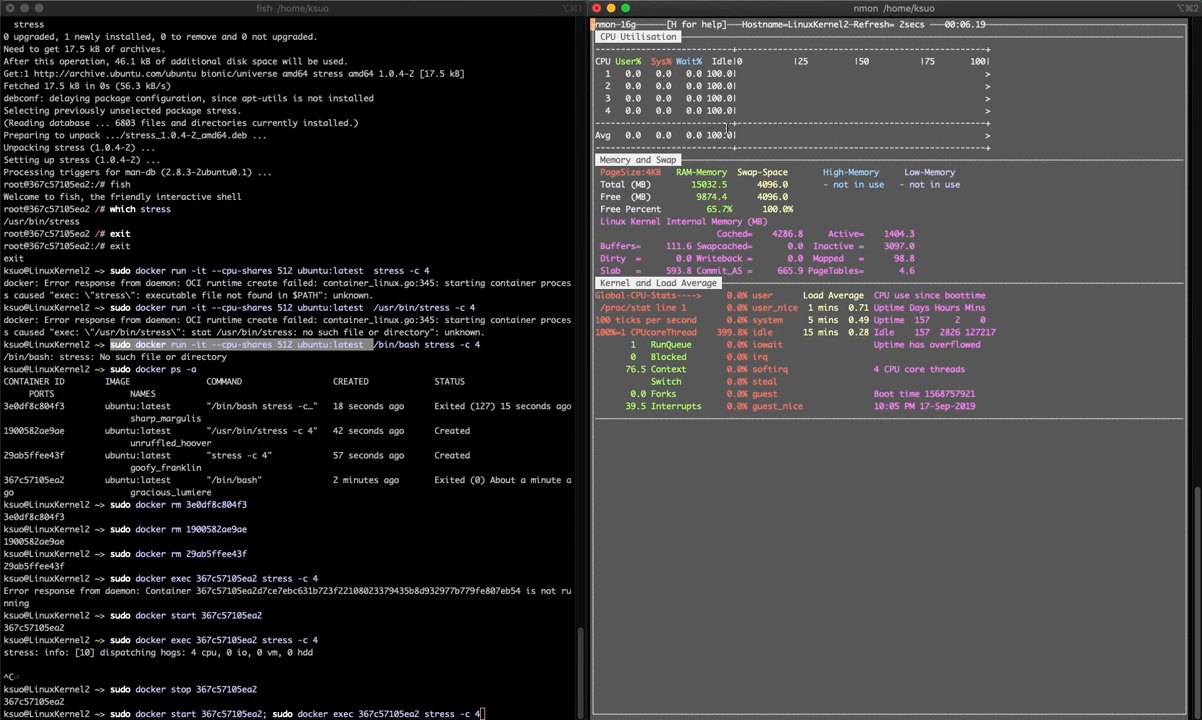 fish /home/ksuo
⌥⌘1
stress
0 upgraded, 1 newly installed, 0 to remove and 0 not upgraded.
Need to get 17.5 kB of archives.
After this operation, 46.1 kB of additional disk space will be used.
Get:1 http://archive.ubuntu.com/ubuntu bionic/universe amd64 stress amd64 1.0.4-2 [17.5 kB]
Fetched 17.5 kB in 0s (56.3 kB/s)
debconf: delaying package configuration, since apt-utils is not installed
Selecting previously unselected package stress.
(Reading database ... 6803 files and directories currently installed.)
Preparing to unpack .../stress_1.0.4-2_amd64.deb ...
Unpacking stress (1.0.4-2) ...
Setting up stress (1.0.4-2) ...
Processing triggers for man-db (2.8.3-2ubuntu0.1) ...
root@367c57105ea2:/# fish
Welcome to fish, the friendly interactive shell
root@367c57105ea2 /# which stress
/usr/bin/stress
root@367c57105ea2 /# exit
root@367c57105ea2:/# exit
exit
ksuo@LinuxKernel2 ~> sudo docker run -it --cpu-shares 512 ubuntu:latest  stress -c 4
docker: Error response from daemon: OCI runtime create failed: container_linux.go:345: starting container proces
s caused "exec: \"stress\": executable file not found in $PATH": unknown.
ksuo@LinuxKernel2 ~> sudo docker run -it --cpu-shares 512 ubuntu:latest  /usr/bin/stress -c 4
docker: Error response from daemon: OCI runtime create failed: container_linux.go:345: starting container proces
s caused "exec: \"/usr/bin/stress\": stat /usr/bin/stress: no such file or directory": unknown.
ksuo@LinuxKernel2 ~> sudo docker run -it --cpu-shares 512 ubuntu:latest  /bin/bash stress -c 4
/bin/bash: stress: No such file or directory
ksuo@LinuxKernel2 ~> sudo docker ps -a
CONTAINER ID IMAGE COMMAND CREATED STATUS
PORTS NAMES
3e0df8c804f3 ubuntu:latest "/bin/bash stress -c…" 18 seconds ago Exited (127) 15 seconds ago
sharp_margulis
1900582ae9ae ubuntu:latest "/usr/bin/stress -c 4" 42 seconds ago Created
unruffled_hoover
29ab5ffee43f ubuntu:latest "stress -c 4" 57 seconds ago Created
goofy_franklin
367c57105ea2 ubuntu:latest "/bin/bash" 2 minutes ago Exited (0) About a minute a
go gracious_lumiere
ksuo@LinuxKernel2 ~> sudo docker rm 3e0df8c804f3
3e0df8c804f3
ksuo@LinuxKernel2 ~> sudo docker rm 1900582ae9ae
1900582ae9ae
ksuo@LinuxKernel2 ~> sudo docker rm 29ab5ffee43f
29ab5ffee43f
ksuo@LinuxKernel2 ~> sudo docker exec 367c57105ea2 stress -c 4
Error response from daemon: Container 367c57105ea2d7ce7ebc631b723f22108023379435b8d932977b779fe807eb54 is not ru
nning
ksuo@LinuxKernel2 ~> sudo docker start 367c57105ea2
367c57105ea2
ksuo@LinuxKernel2 ~> sudo docker exec 367c57105ea2 stress -c 4
stress: info: [10] dispatching hogs: 4 cpu, 0 io, 0 vm, 0 hdd
^C⏎
ksuo@LinuxKernel2 ~> sudo docker stop 367c57105ea2
367c57105ea2
ksuo@LinuxKernel2 ~> sudo docker start 367c57105ea2; sudo docker exec 367c57105ea2 stress -c 4
nmon /home/ksuo
⌥⌘2
nmon-16g [H for help] Hostname=LinuxKernel2 Refresh= 2secs 00:06.19
CPU Utilisation
CPU User% Sys% Wait% Idle|0 |25 |50 |75 100|
1 0.0 0.0 0.0 100.0| >
2 0.0 0.0 0.0 100.0| >
3 0.0 0.0 0.0 100.0| >
4 0.0 0.0 0.0 100.0| >
Avg 0.0 0.0 0.0 100.0| >
Memory and Swap
PageSize:4KB RAM-Memory Swap-Space High-Memory Low-Memory
Total (MB) 15032.5 4096.0 - not in use - not in use
Free (MB) 9874.4 4096.0
Free Percent 65.7% 100.0%
Linux Kernel Internal Memory (MB)
Cached= 4286.8 Active= 1404.3
Buffers= 111.6 Swapcached= 0.0 Inactive = 3097.0
Dirty = 0.0 Writeback = 0.0 Mapped = 98.8
Slab = 593.8 Commit_AS = 665.9 PageTables= 4.6
Kernel and Load Average
Global-CPU-Stats----> 0.0% user Load Average CPU use since boottime
/proc/stat line 1 0.0% user_nice 1 mins 0.71 Uptime Days Hours Mins
100 ticks per second 0.0% system 5 mins 0.49 Uptime 157 2 0
100%=1 CPUcoreThread 399.8% idle 15 mins 0.28 Idle 157 2826 127217
1 RunQueue 0.0% iowait Uptime has overflowed
0 Blocked 0.0% irq
76.5 Context 0.0% softirq 4 CPU core threads
Switch 0.0% steal
0.0 Forks 0.0% guest Boot time 1568757921
39.5 Interrupts 0.0% guest_nice 10:05 PM 17-Sep-2019